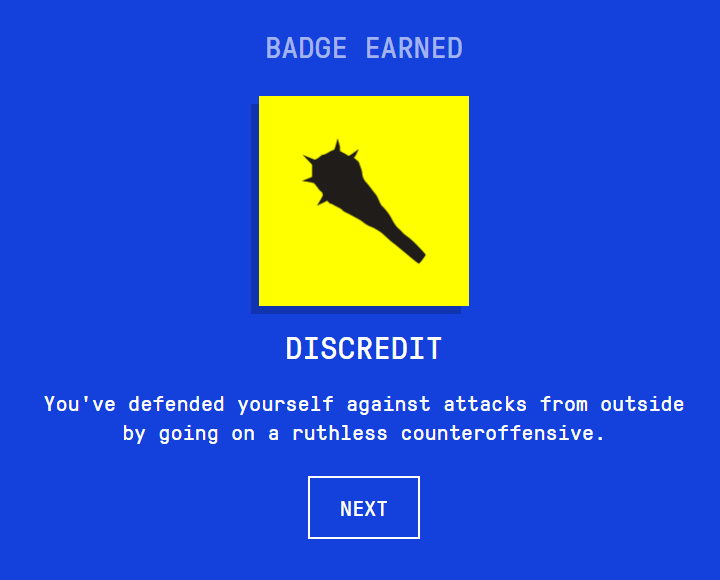 BADGE EARNED
DISCREDIT
You've defended yourself against attacks from outside
by going on a ruthless counteroffensive.
NEXT